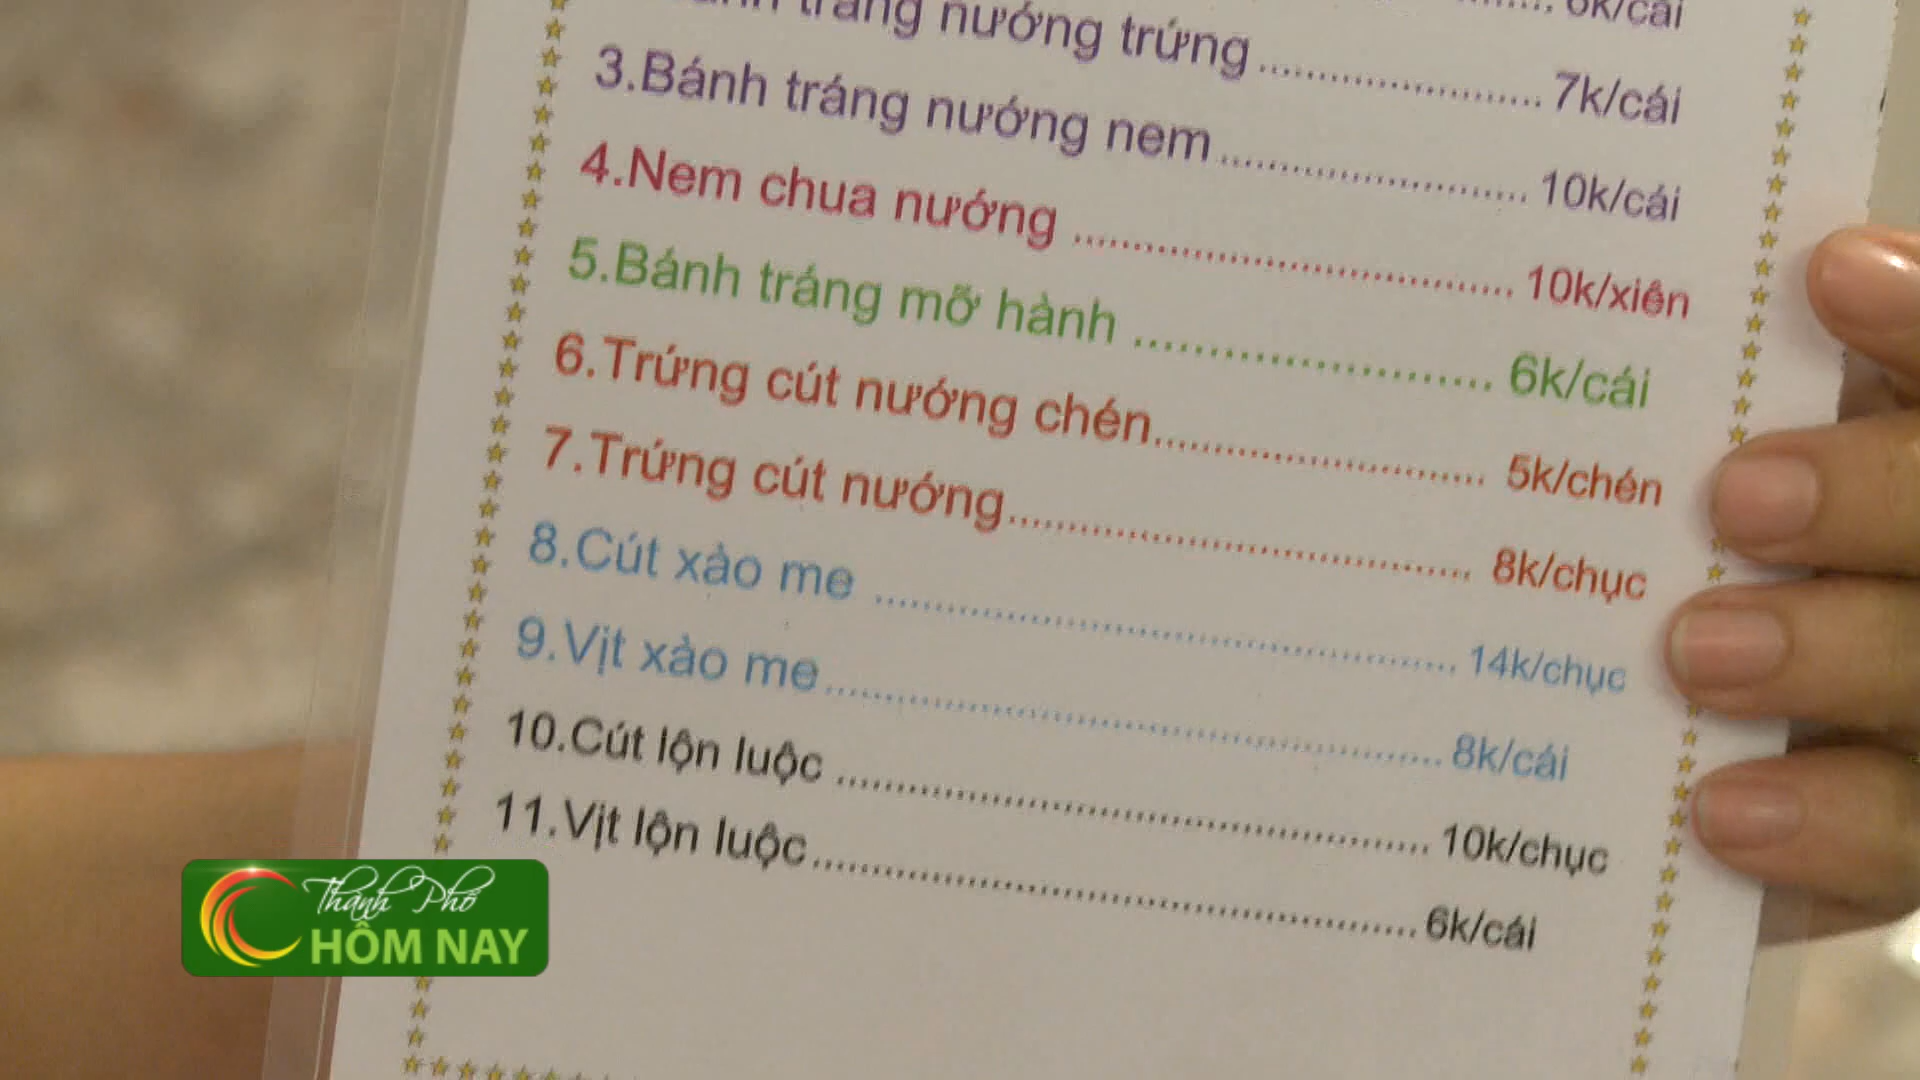 6k/cái
tráng nướng trứng ........................ 7k/cái
3.Bánh tráng nướng nem ........................ 10k/cái
4.Nem chua nướng ........................ 10k/xiên
5.Bánh tráng mỡ hành ........................ 6k/cái
6.Trứng cút nướng chén ........................ 5k/chén
7.Trứng cút nướng ........................ 8k/chục
8.Cút xào me ........................ 14k/chục
9.Vịt xào me ........................ 8k/cái
10.Cút lộn luộc ........................ 10k/chục
11.Vịt lộn luộc ........................ 6k/cái
Thành Phố
HÔM NAY